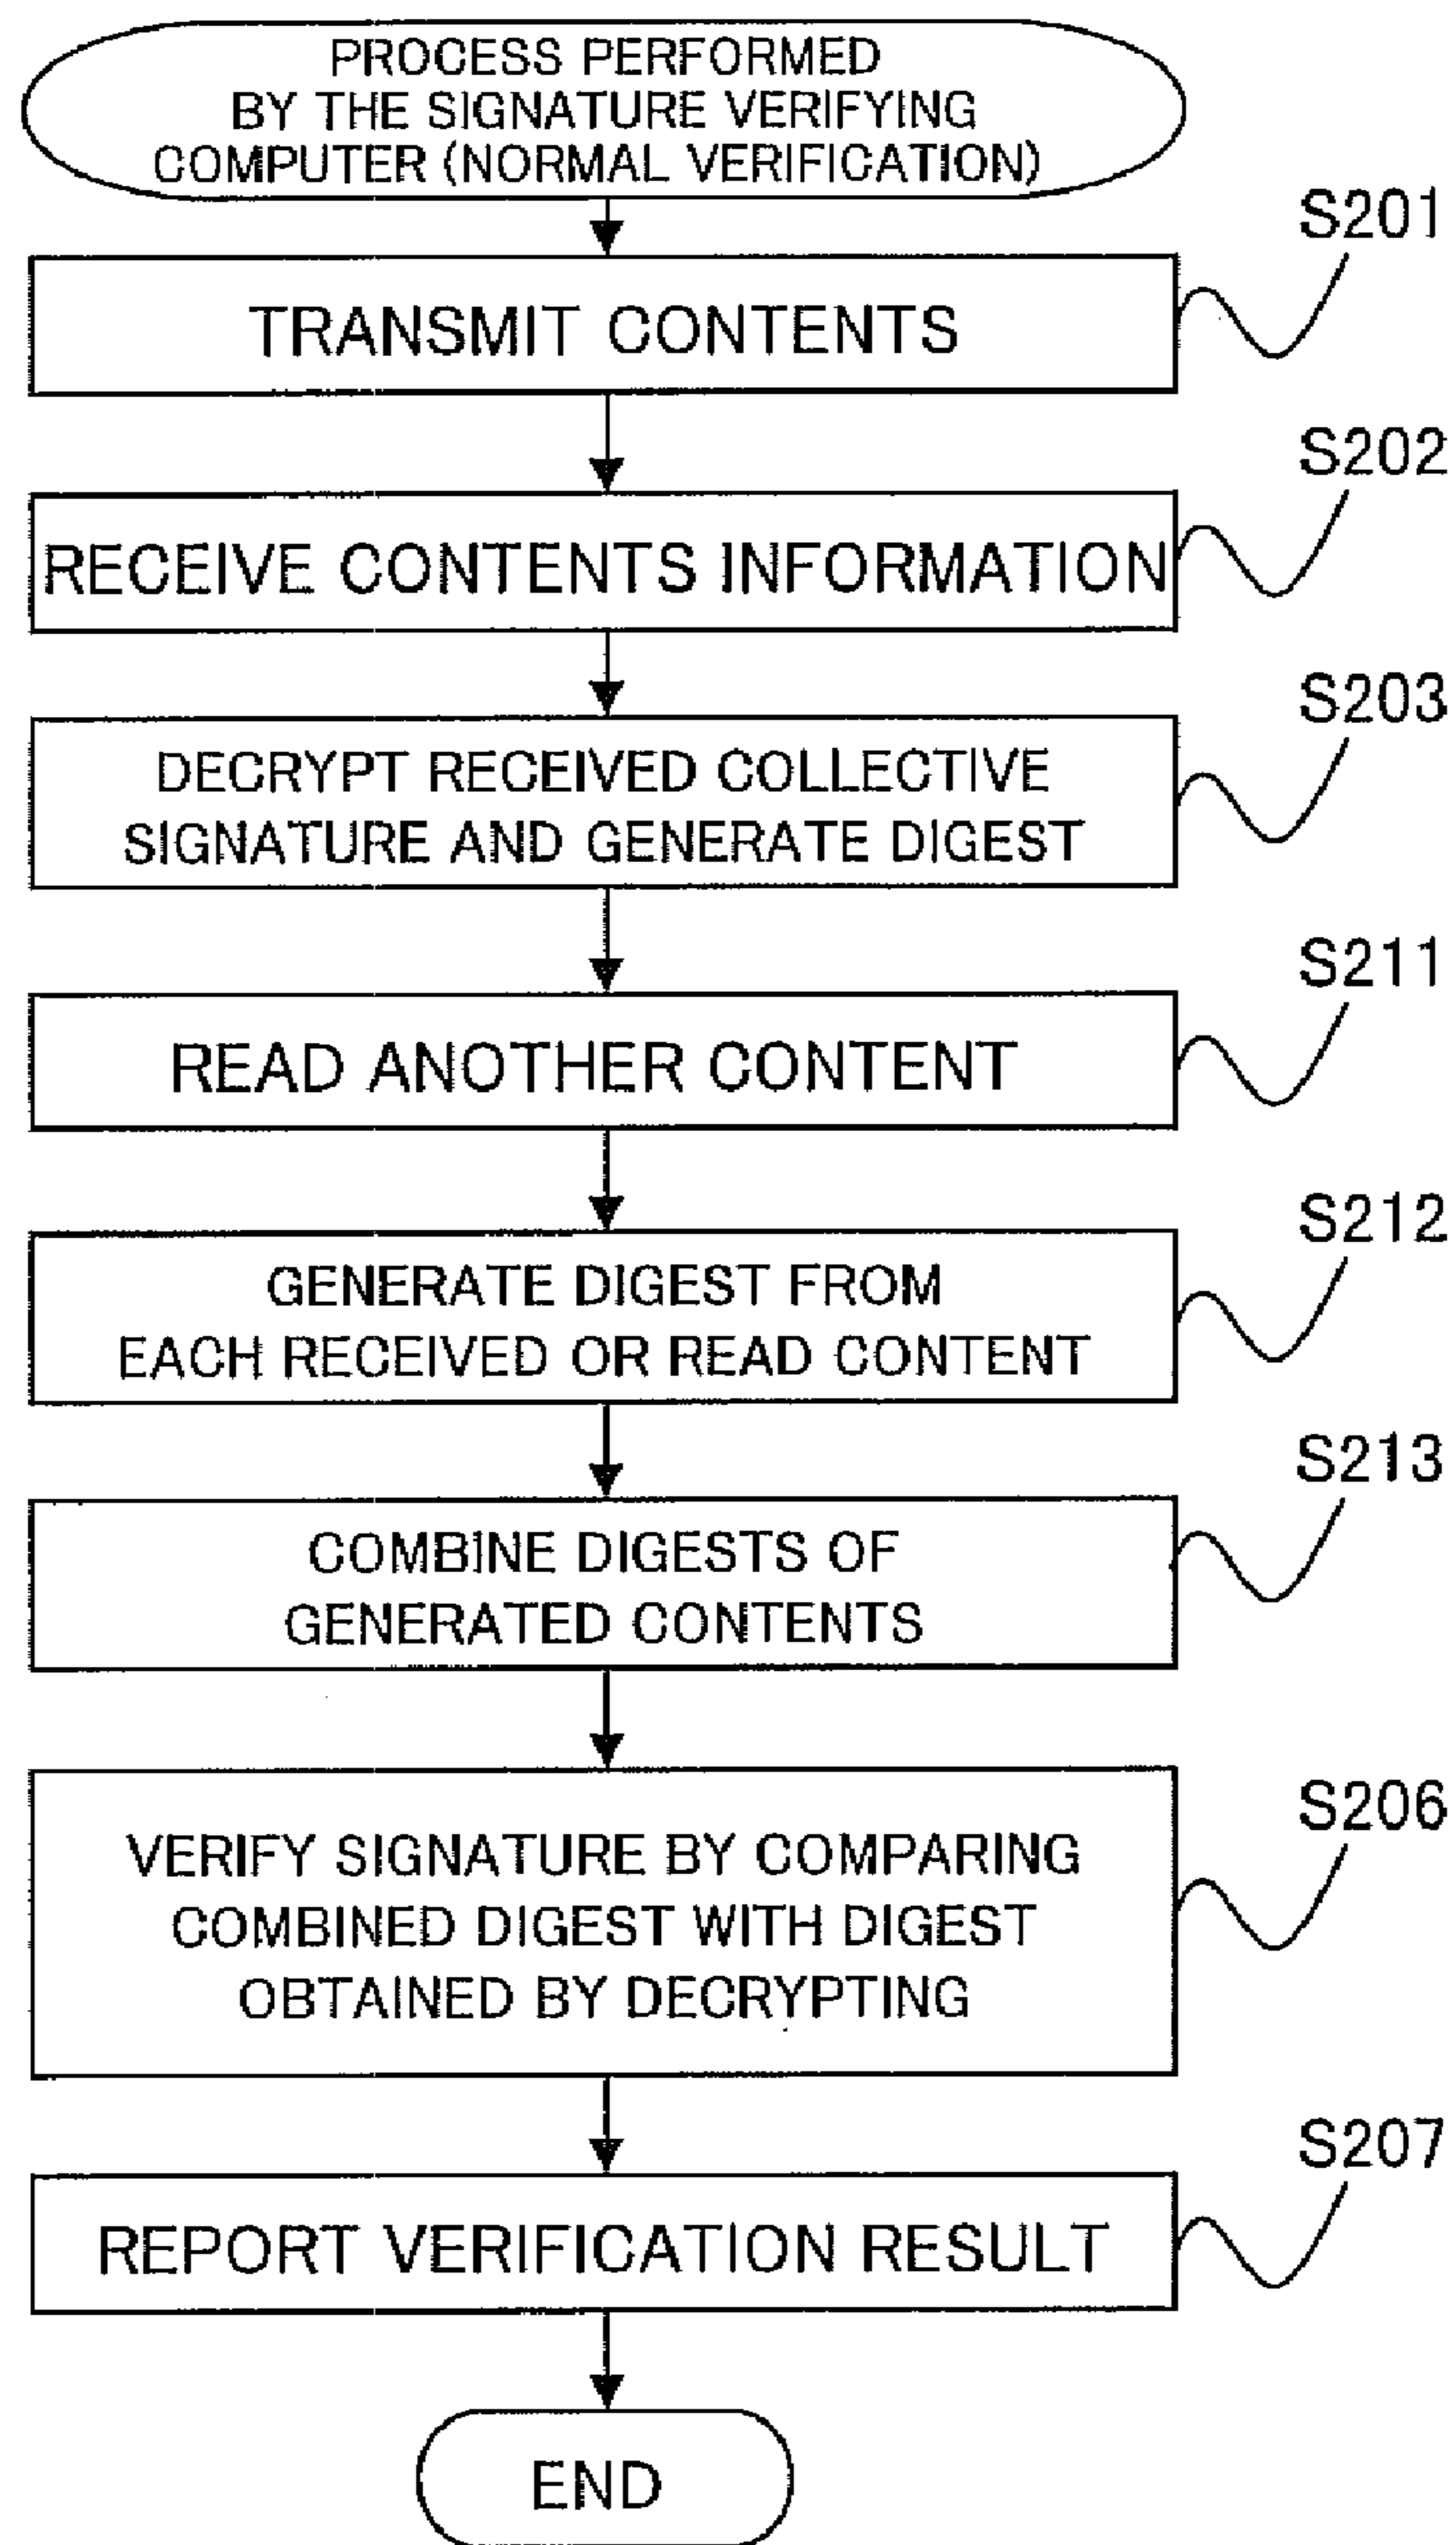 PROCESS PERFORMED
BY THE SIGNATURE VERIFYING
COMPUTER (NORMAL VERIFICATION)
S201
TRANSMIT CONTENTS
S202
RECEIVE CONTENTS INFORMATION
S203
DECRYPT RECEIVED COLLECTIVE
SIGNATURE AND GENERATE DIGEST
S211
READ ANOTHER CONTENT
S212
GENERATE DIGEST FROM
EACH RECEIVED OR READ CONTENT
S213
COMBINE DIGESTS OF
GENERATED CONTENTS
S206
VERIFY SIGNATURE BY COMPARING
COMBINED DIGEST WITH DIGEST
OBTAINED BY DECRYPTING
S207
REPORT VERIFICATION RESULT
END